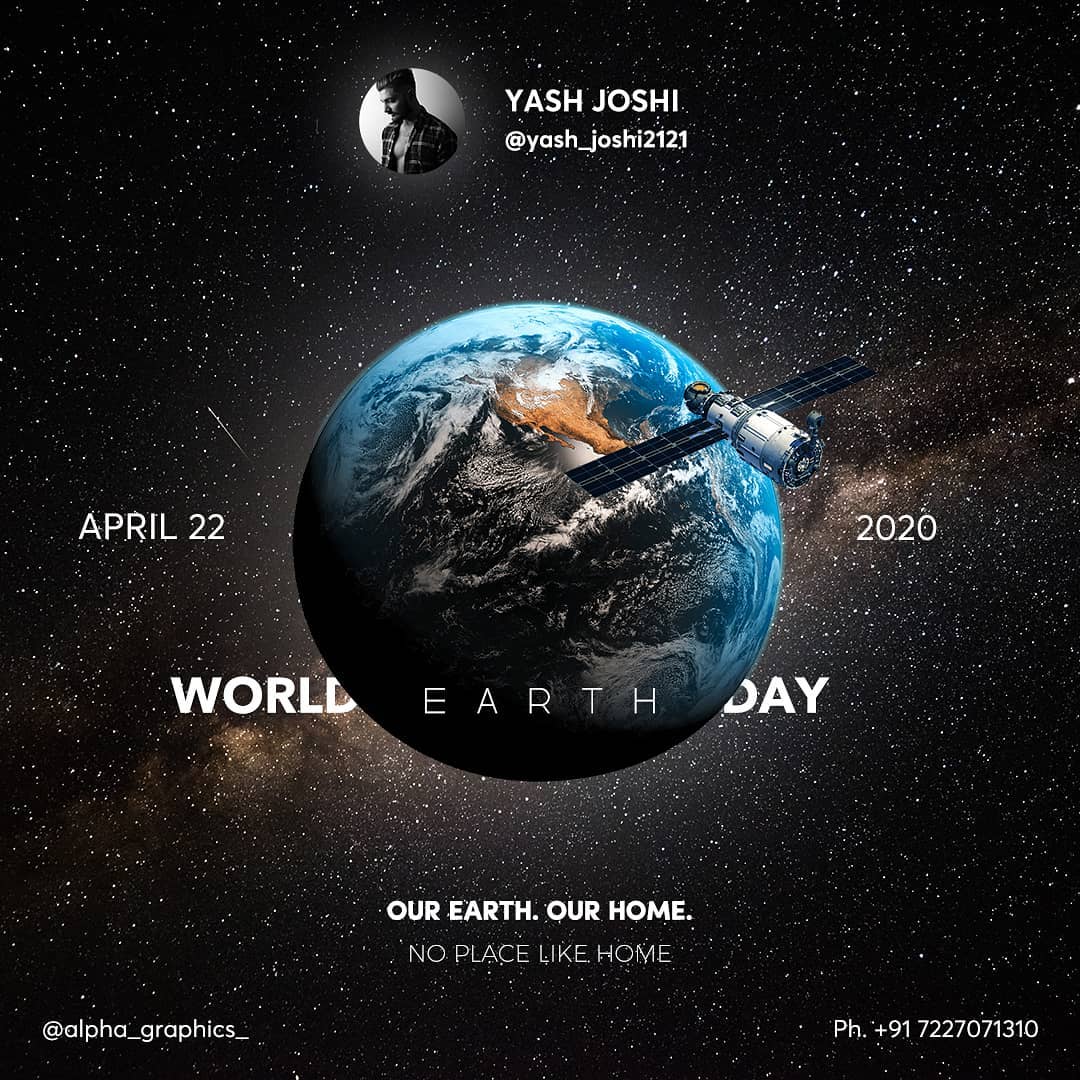 YASH JOSHI
@yash_joshi2121
APRIL 22
2020
WORLD EARTH DAY
OUR EARTH. OUR HOME.
NO PLACE LIKE HOME
@alpha_graphics_
Ph. +91 7227071310